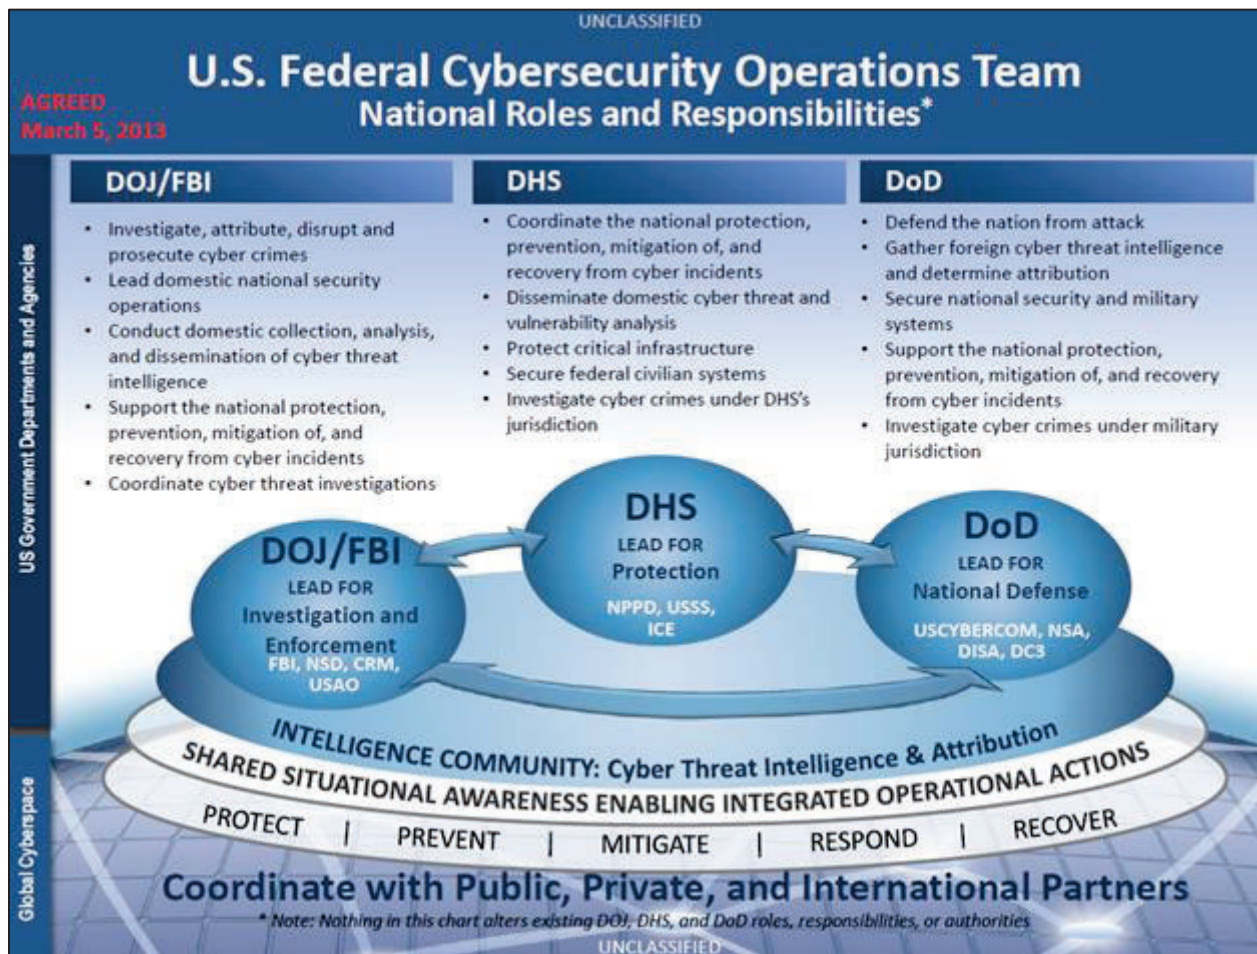 UNCLASSIFIED
U.S. Federal Cybersecurity Operations Team
National Roles and Responsibilities*
AGREED
March 5, 2013
US Government Departments and Agencies
Global Cyberspace
DOJ/FBI
• Investigate, attribute, disrupt and
prosecute cyber crimes
• Lead domestic national security
operations
• Conduct domestic collection, analysis,
and dissemination of cyber threat
intelligence
• Support the national protection,
prevention, mitigation of, and
recovery from cyber incidents
• Coordinate cyber threat investigations
DHS
• Coordinate the national protection,
prevention, mitigation of, and
recovery from cyber incidents
• Disseminate domestic cyber threat and
vulnerability analysis
• Protect critical infrastructure
• Secure federal civilian systems
• Investigate cyber crimes under DHS's
jurisdiction
DoD
• Defend the nation from attack
• Gather foreign cyber threat intelligence
and determine attribution
• Secure national security and military
systems
• Support the national protection,
prevention, mitigation of, and recovery
from cyber incidents
• Investigate cyber crimes under military
jurisdiction
DOJ/FBI
LEAD FOR
Investigation and
Enforcement
FBI, NSD, CRM,
USAO
DHS
LEAD FOR
Protection
NPPD, USSS,
ICE
DoD
LEAD FOR
National Defense
USCYBERCOM, NSA,
DISA, DC3
INTELLIGENCE COMMUNITY: Cyber Threat Intelligence & Attribution
SHARED SITUATIONAL AWARENESS ENABLING INTEGRATED OPERATIONAL ACTIONS
PROTECT | PREVENT | MITIGATE | RESPOND | RECOVER
Coordinate with Public, Private, and International Partners
* Note: Nothing in this chart alters existing DOJ, DHS, and DoD roles, responsibilities, or authorities
UNCLASSIFIED